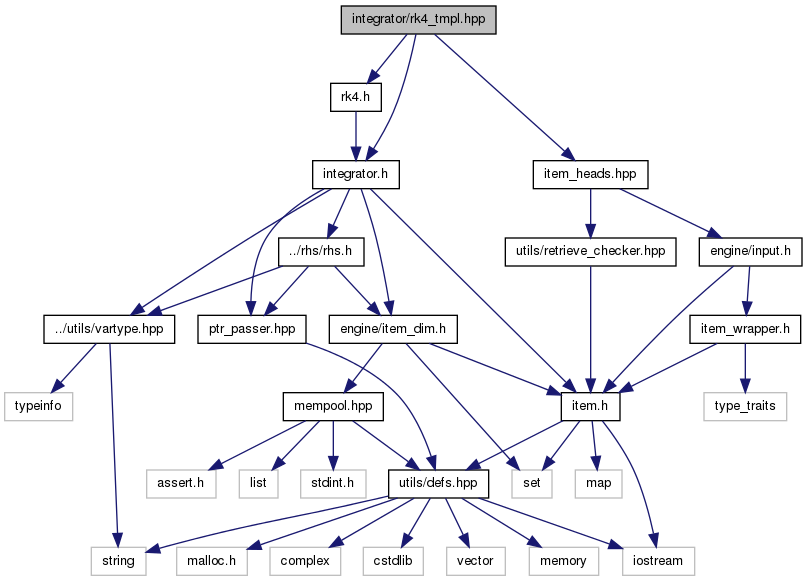 integrator/rk4_tmpl.hpp
rk4.h
integrator.h
item_heads.hpp
../rhs/rhs.h
utils/retrieve_checker.hpp
engine/input.h
../utils/vartype.hpp
ptr_passer.hpp
engine/item_dim.h
item_wrapper.h
typeinfo
mempool.hpp
item.h
type_traits
assert.h
list
stdint.h
utils/defs.hpp
set
map
string
malloc.h
complex
cstdlib
vector
memory
iostream